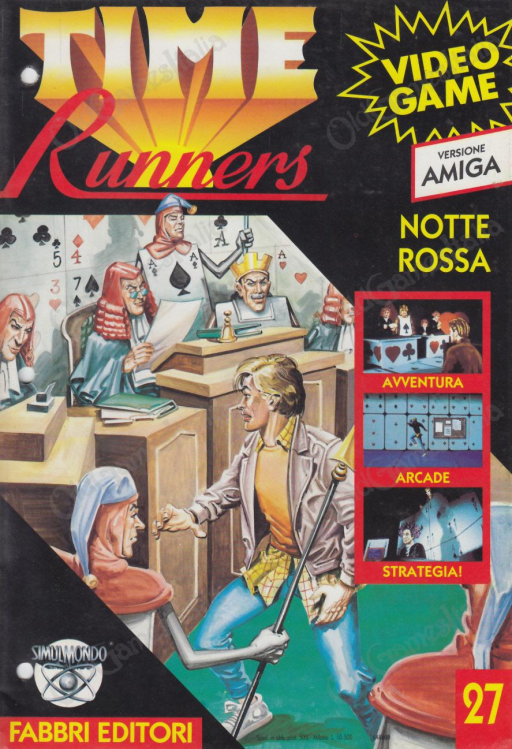 TIME
Runners
VIDEO
GAME
VERSIONE
AMIGA
NOTTE
ROSSA
AVVENTURA
ARCADE
STRATEGIA!
SIMULMONDO
27
FABBRI EDITORI